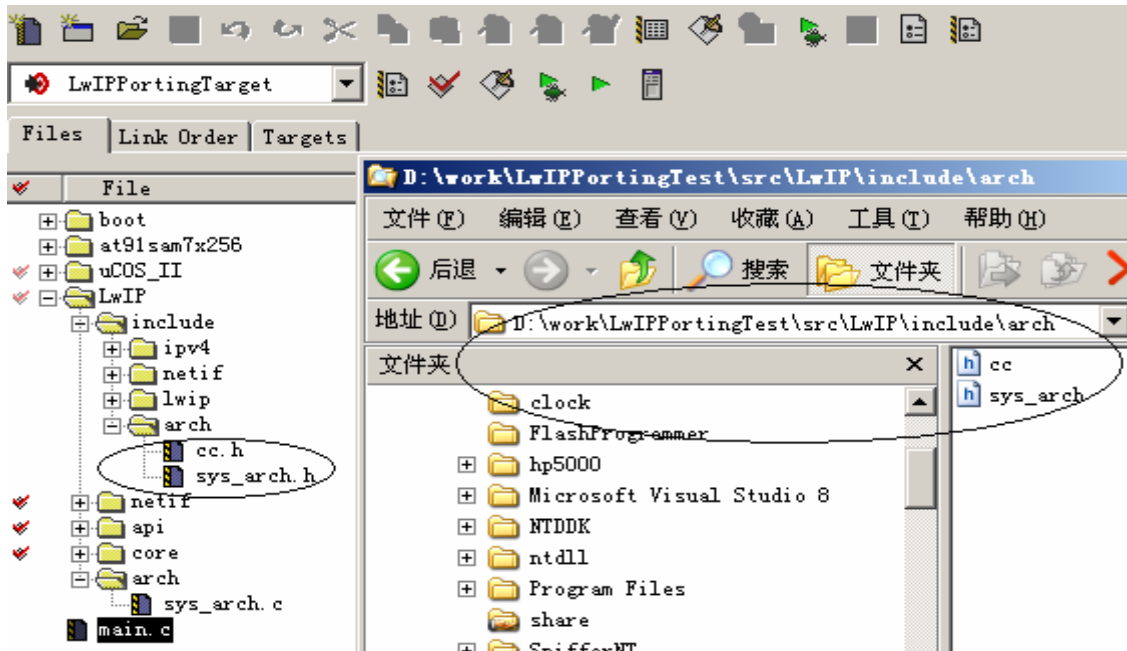 LwIPPortingTarget
Files Link Order Targets
File
boot
at91sam7x256
uCOS_II
LwIP
include
ipv4
netif
lwip
arch
cc.h
sys_arch.h
netif
api
core
arch
sys_arch.c
main.c
D:\work\LwIPPortingTest\src\LwIP\include\arch
文件(F) 编辑(E) 查看(V) 收藏(A) 工具(T) 帮助(H)
后退 搜索 文件夹
地址(D) D:\work\LwIPPortingTest\src\LwIP\include\arch
文件夹
clock
FlashProgrammer
hp5000
Microsoft Visual Studio 8
NTDDK
ntdll
Program Files
share
SnifferNT
cc
sys_arch